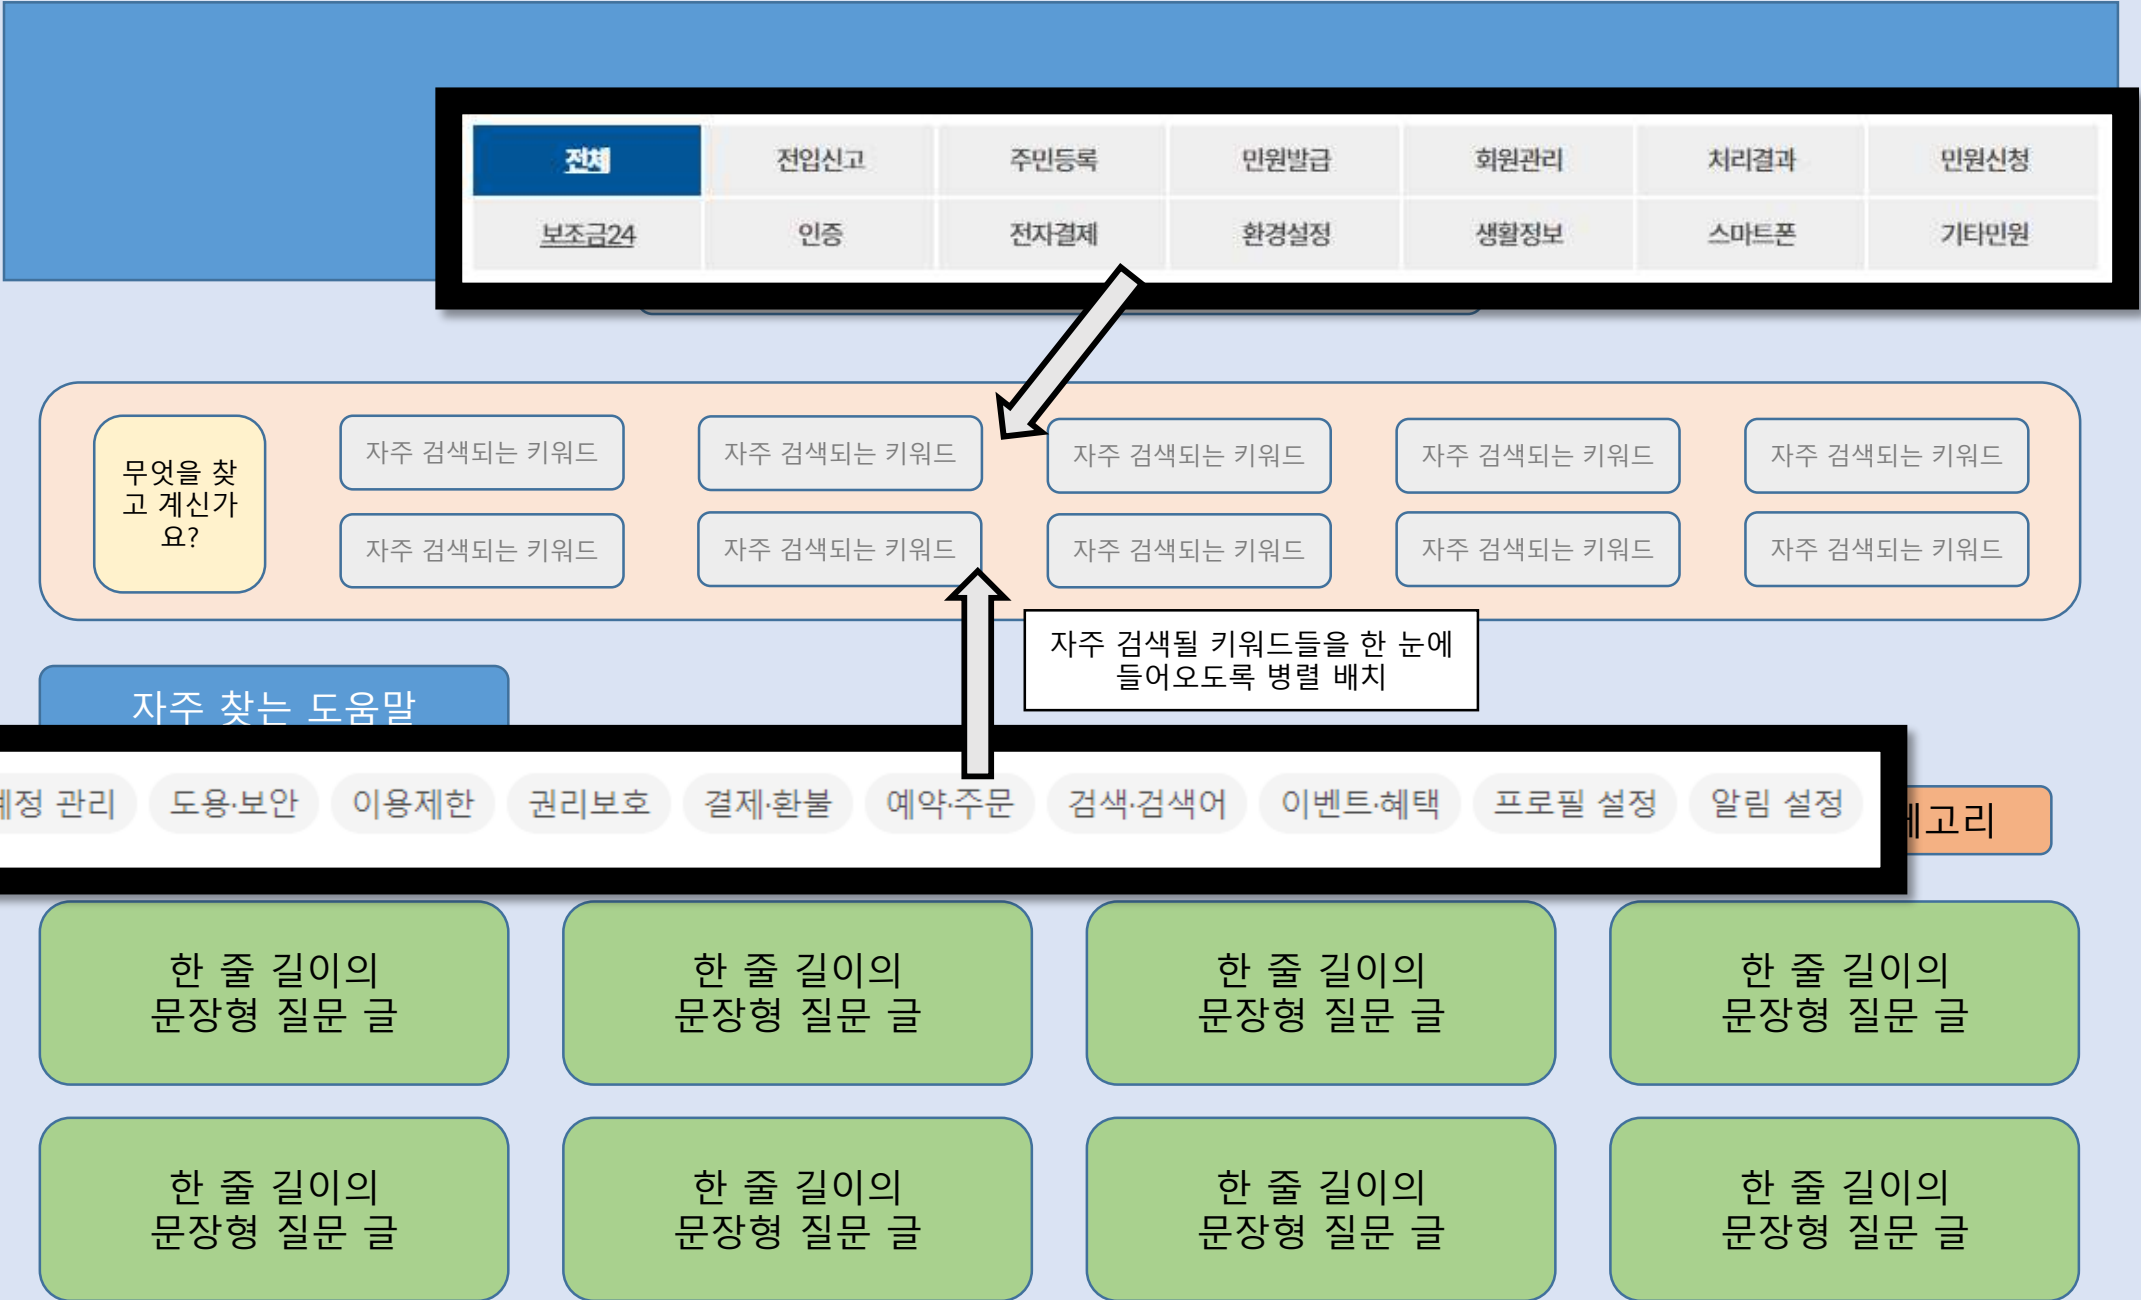 전체 전입신고 주민등록 민원발급 회원관리 처리결과 민원신청
보조금24 인증 전자결제 환경설정 생활정보 스마트폰 기타민원
무엇을 찾
고 계신가
요?
자주 검색되는 키워드 자주 검색되는 키워드 자주 검색되는 키워드 자주 검색되는 키워드 자주 검색되는 키워드
자주 검색되는 키워드 자주 검색되는 키워드 자주 검색되는 키워드 자주 검색되는 키워드 자주 검색되는 키워드
자주 검색될 키워드들을 한 눈에
들어오도록 병렬 배치
자주 찾는 도움말
관리 도용·보안 이용제한 권리보호 결제·환불 예약·주문 검색·검색어 이벤트·혜택 프로필 설정 알림 설정
고리
한 줄 길이의 한 줄 길이의 한 줄 길이의 한 줄 길이의
문장형 질문 글 문장형 질문 글 문장형 질문 글 문장형 질문 글
한 줄 길이의 한 줄 길이의 한 줄 길이의 한 줄 길이의
문장형 질문 글 문장형 질문 글 문장형 질문 글 문장형 질문 글